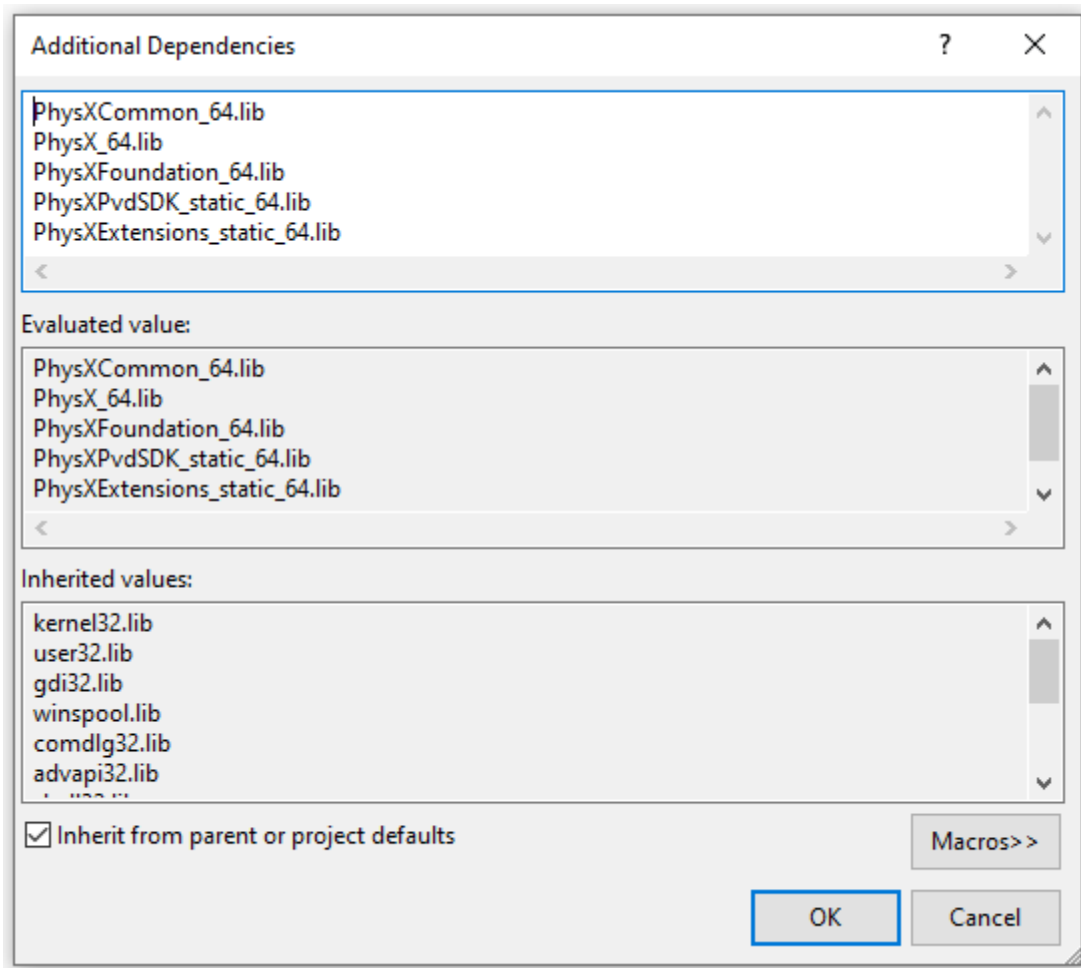 Additional Dependencies ?
PhysXCommon_64.lib
PhysX_64.lib
PhysXFoundation_64.lib
PhysXPvdSDK_static_64.lib
PhysXExtensions_static_64.lib
Evaluated value:
PhysXCommon_64.lib
PhysX_64.lib
PhysXFoundation_64.lib
PhysXPvdSDK_static_64.lib
PhysXExtensions_static_64.lib
Inherited values:
kernel32.lib
user32.lib
gdi32.lib
winspool.lib
comdlg32.lib
advapi32.lib
Inherit from parent or project defaults
Macros>>
OK Cancel